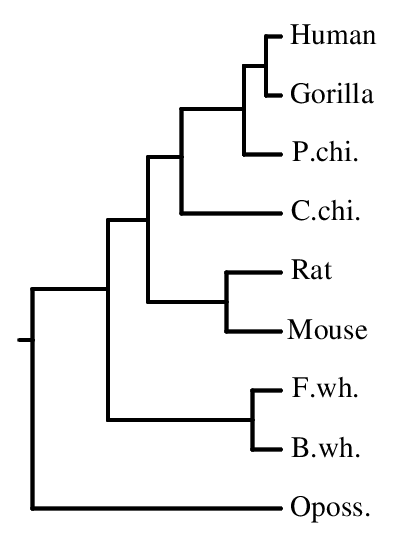 Human
Gorilla
P.chi.
C.chi.
Rat
Mouse
F.wh.
B.wh.
Oposs.